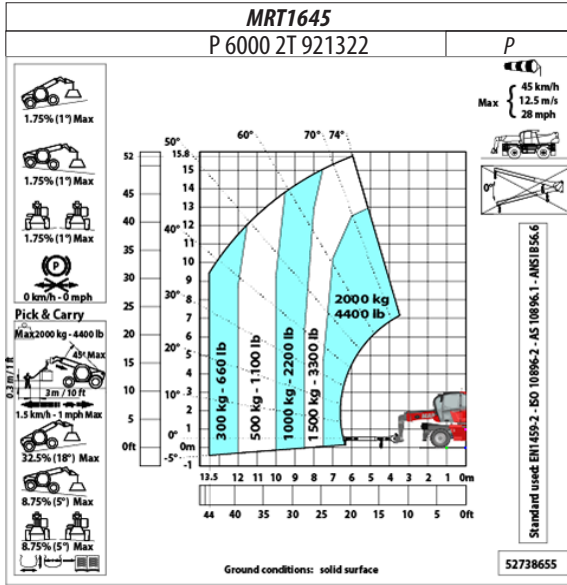 MRT1645
P 6000 2T 921322
P
1.75% (1°) Max
1.75% (1°) Max
1.75% (1°) Max
P
0 km/h - 0 mph
Pick & Carry
Max 2000 kg - 4400 lb
45° Max
0.3 m / 1 ft
3 m / 10 ft
1.5 km/h - 1 mph Max
32.5% (18°) Max
8.75% (5°) Max
8.75% (5°) Max
Max
45 km/h
12.5 m/s
28 mph
0°
50°
60°
70°
74°
40°
30°
20°
10°
0°
-5°
52
45
40
35
30
25
20
15
10
5
0ft
15.8
15
14
13
12
11
10
9
8
7
6
5
4
3
2
1
0m
-1
300 kg - 660 lb
500 kg - 1100 lb
1000 kg - 2200 lb
1 500 kg - 3300 lb
2000 kg
4400 lb
13.5 12 11 10 9 8 7 6 5 4 3 2 1 0m
44 40 35 30 25 20 15 10 5 0ft
Ground conditions: solid surface
Standard used: EN1459-2 - ISO 10896-2 - AS 10896.1 - ANSI B56.6
52738655